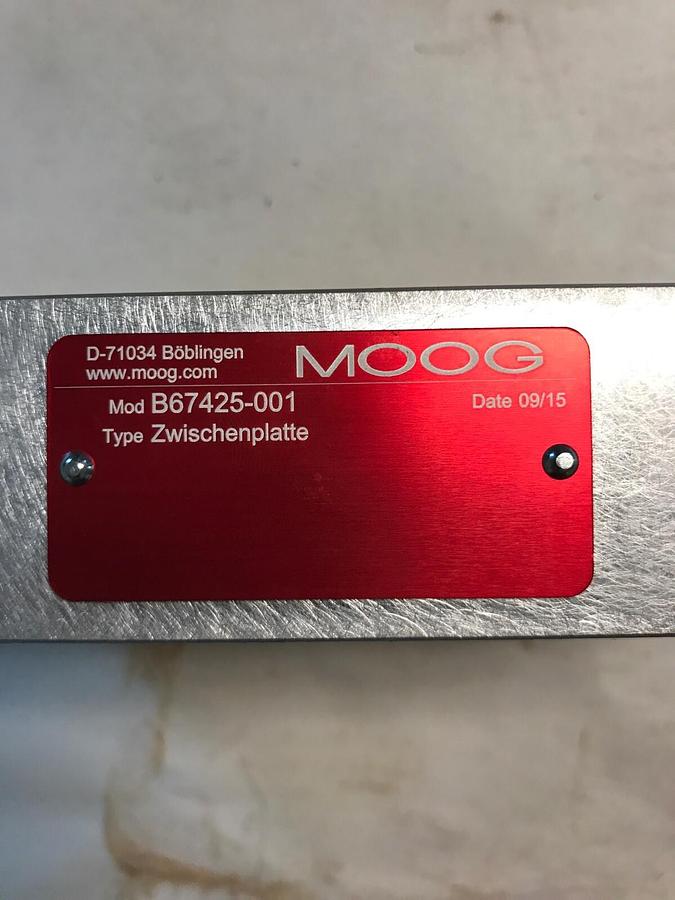 D-71034 Böblingen
www.moog.com
MOOG
Mod B67425-001
Date 09/15
Type Zwischenplatte